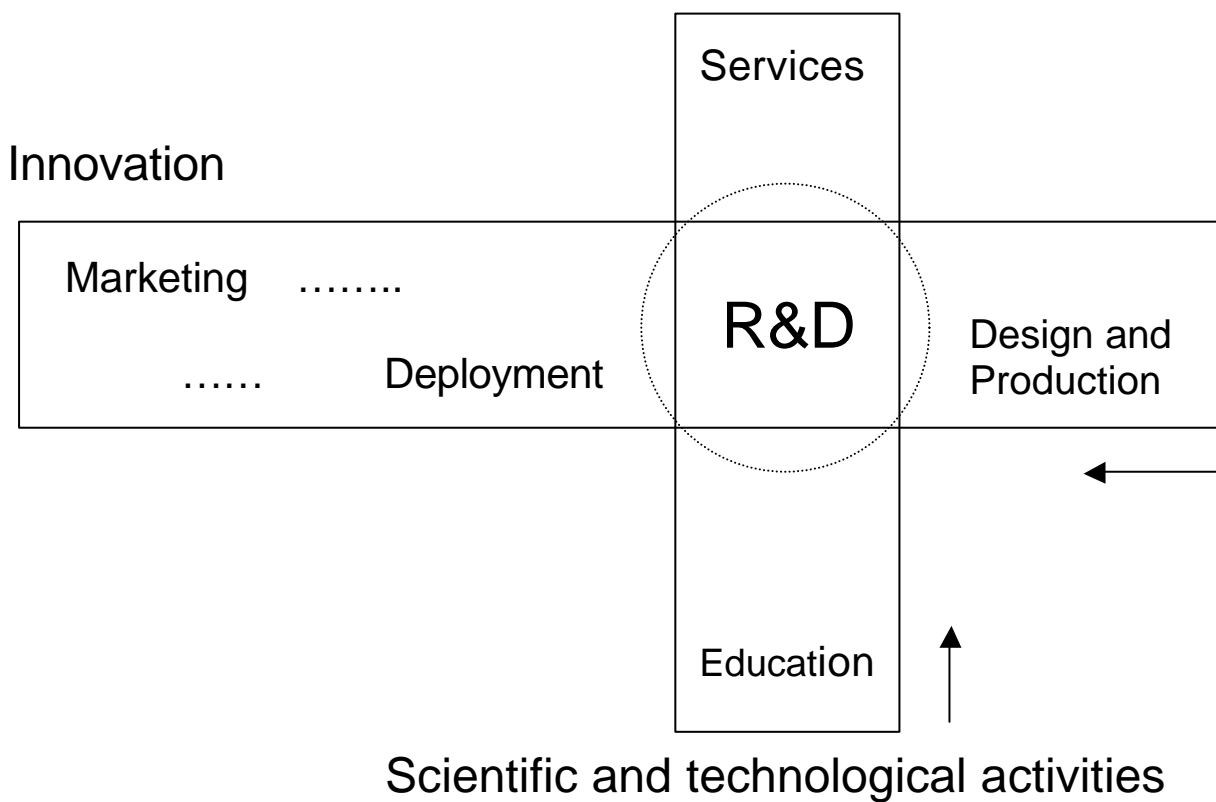 Services
Innovation
Marketing ……..
R&D
Design and
Production
…… Deployment
Education
Scientific and technological activities